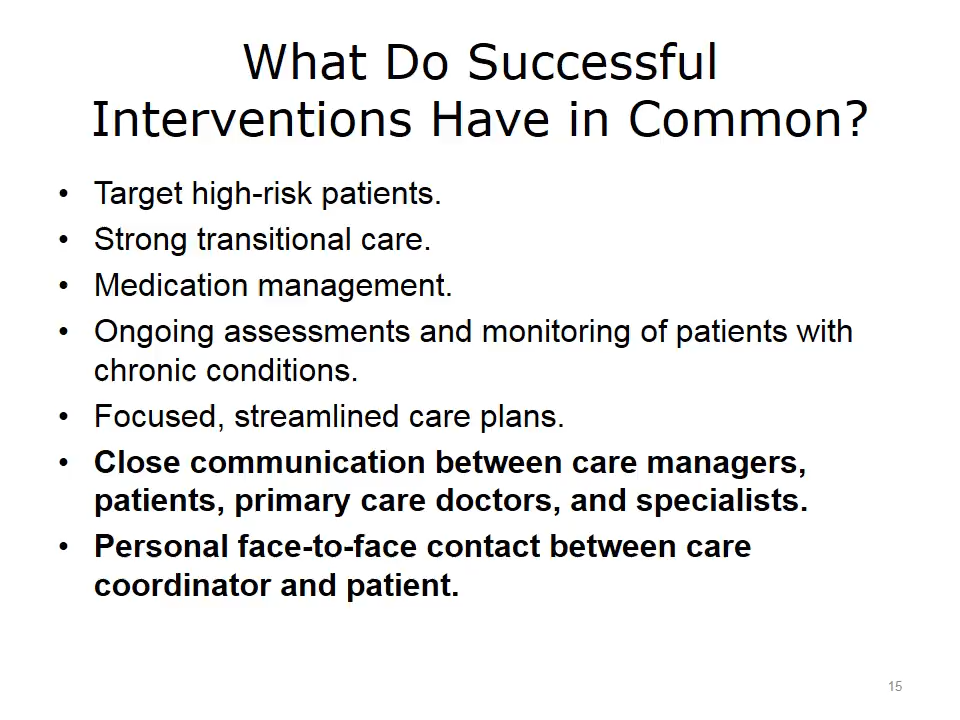 What Do Successful
Interventions Have in Common?
• Target high-risk patients.
• Strong transitional care.
• Medication management.
• Ongoing assessments and monitoring of patients with
chronic conditions.
• Focused, streamlined care plans.
• Close communication between care managers,
patients, primary care doctors, and specialists.
• Personal face-to-face contact between care
coordinator and patient.
15